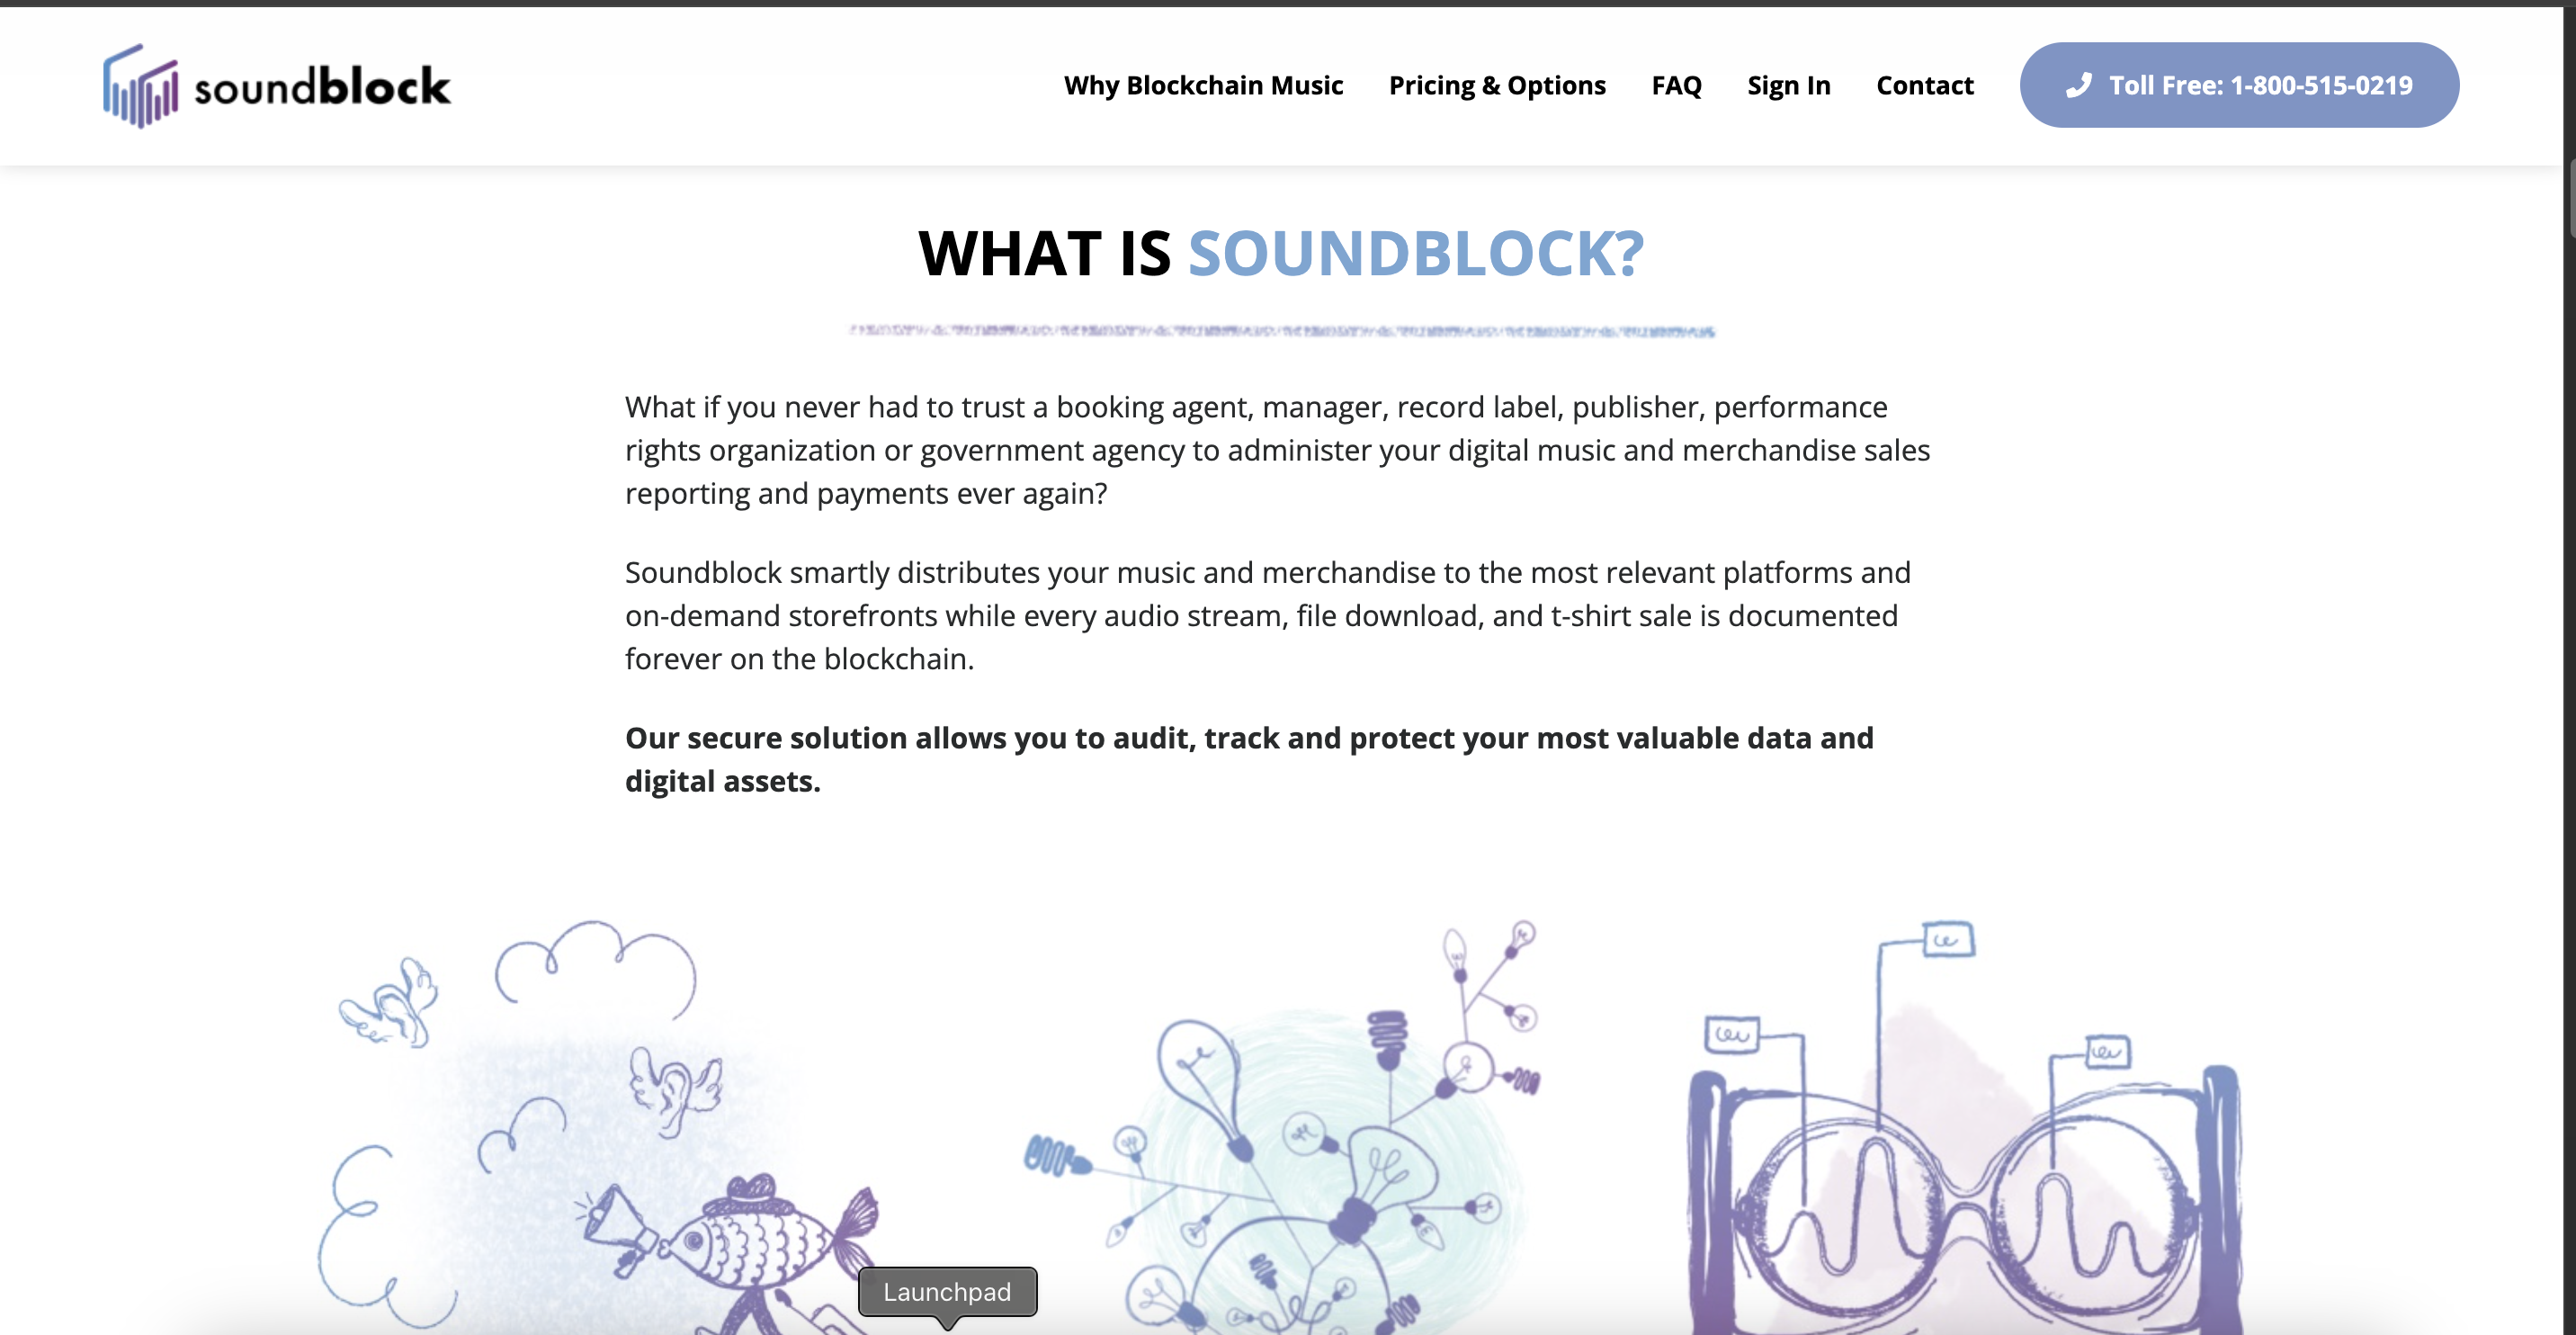 soundblock
Why Blockchain Music
Pricing & Options
FAQ
Sign In
Contact
Toll Free: 1-800-515-0219
WHAT IS SOUNDBLOCK?
What if you never had to trust a booking agent, manager, record label, publisher, performance
rights organization or government agency to administer your digital music and merchandise sales
reporting and payments ever again?
Soundblock smartly distributes your music and merchandise to the most relevant platforms and
on-demand storefronts while every audio stream, file download, and t-shirt sale is documented
forever on the blockchain.
Our secure solution allows you to audit, track and protect your most valuable data and
digital assets.
Launchpad